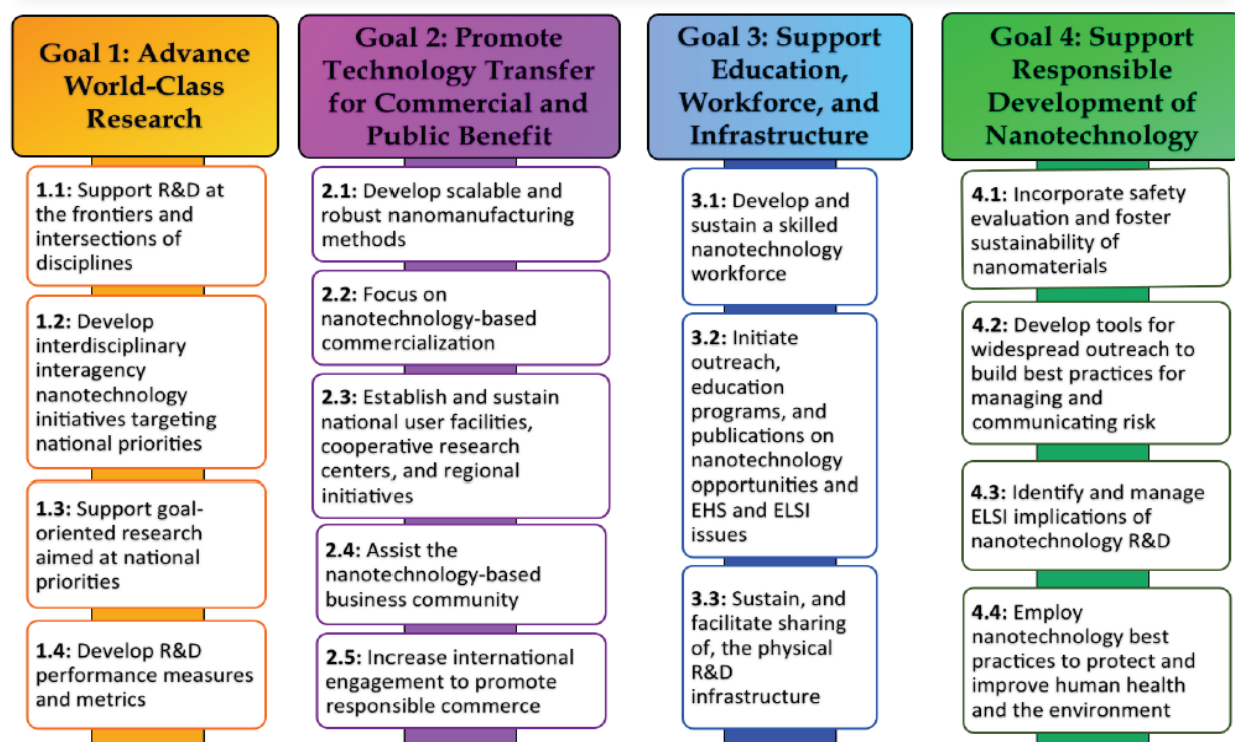 Goal 1: Advance
World-Class
Research
1.1: Support R&D at
the frontiers and
intersections of
disciplines
1.2: Develop
interdisciplinary
interagency
nanotechnology
initiatives targeting
national priorities
1.3: Support goal-
oriented research
aimed at national
priorities
1.4: Develop R&D
performance measures
and metrics
Goal 2: Promote
Technology Transfer
for Commercial and
Public Benefit
2.1: Develop scalable and
robust nanomanufacturing
methods
2.2: Focus on
nanotechnology-based
commercialization
2.3: Establish and sustain
national user facilities,
cooperative research
centers, and regional
initiatives
2.4: Assist the
nanotechnology-based
business community
2.5: Increase international
engagement to promote
responsible commerce
Goal 3: Support
Education,
Workforce, and
Infrastructure
3.1: Develop and
sustain a skilled
nanotechnology
workforce
3.2: Initiate
outreach,
education
programs, and
publications on
nanotechnology
opportunities and
EHS and ELSI
issues
3.3: Sustain, and
facilitate sharing
of, the physical
R&D
infrastructure
Goal 4: Support
Responsible
Development of
Nanotechnology
4.1: Incorporate safety
evaluation and foster
sustainability of
nanomaterials
4.2: Develop tools for
widespread outreach to
build best practices for
managing and
communicating risk
4.3: Identify and manage
ELSI implications of
nanotechnology R&D
4.4: Employ
nanotechnology best
practices to protect and
improve human health
and the environment